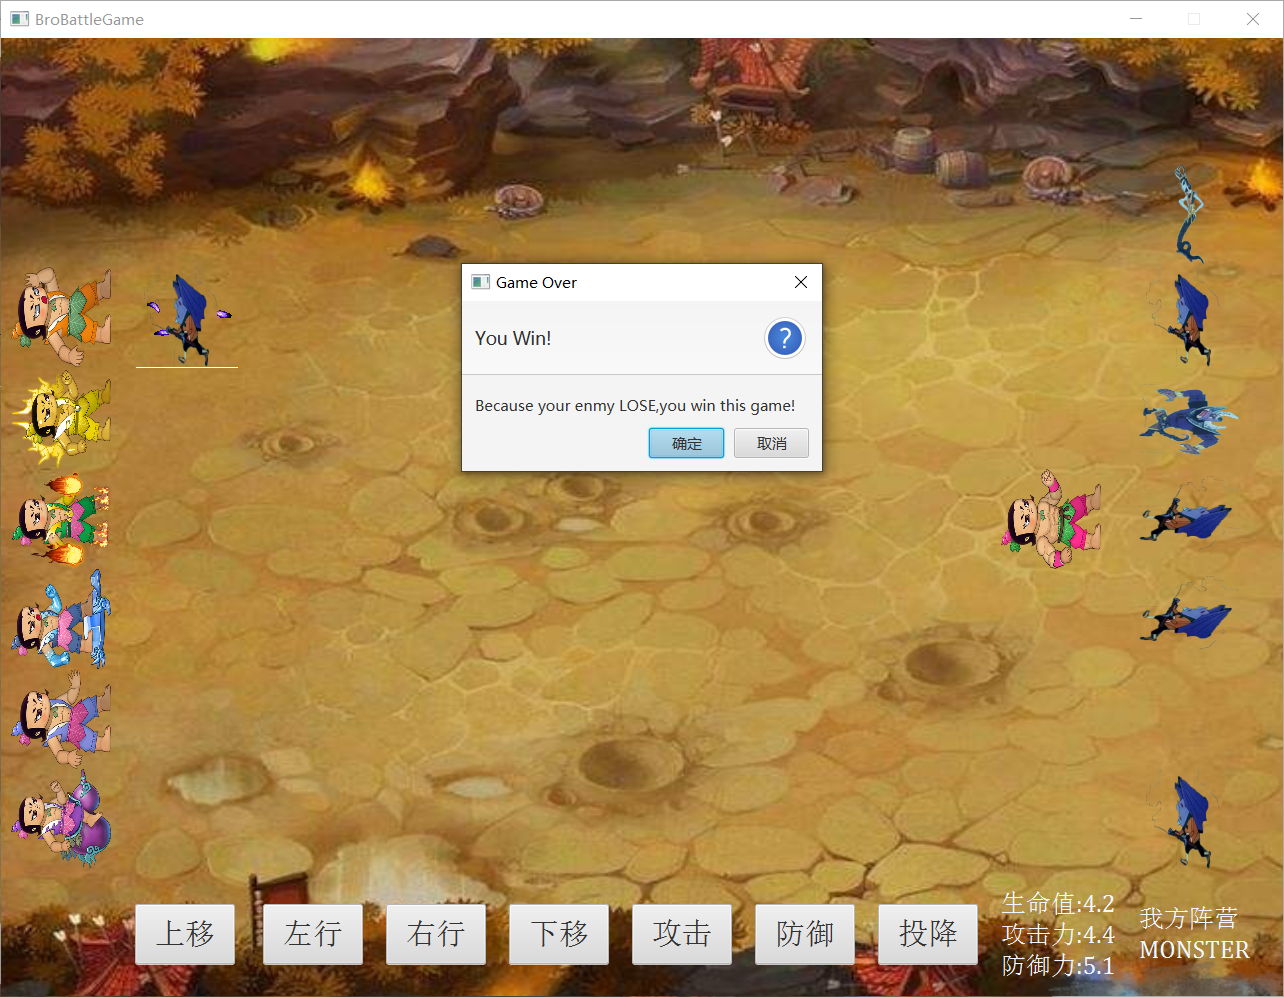 BroBattleGame
Game Over
You Win!
Because your enmy LOSE,you win this game!
确定
取消
上移
左行
右行
下移
攻击
防御
投降
生命值:4.2
攻击力:4.4
防御力:5.1
我方阵营
MONSTER